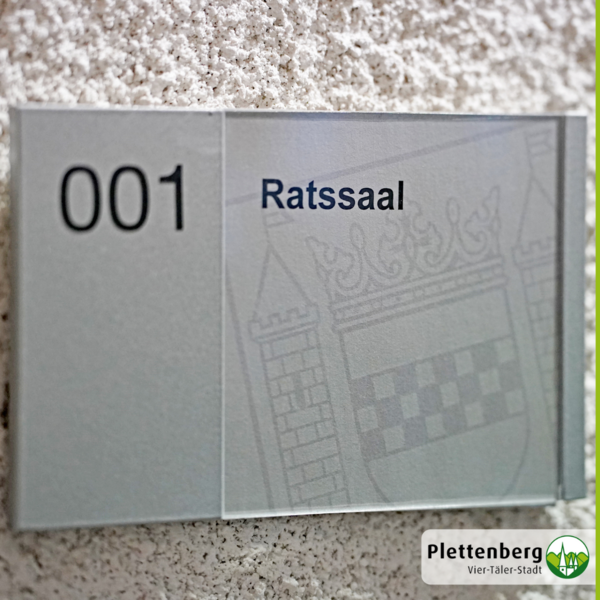 001
Ratssaal
Plettenberg
Vier-Täler-Stadt